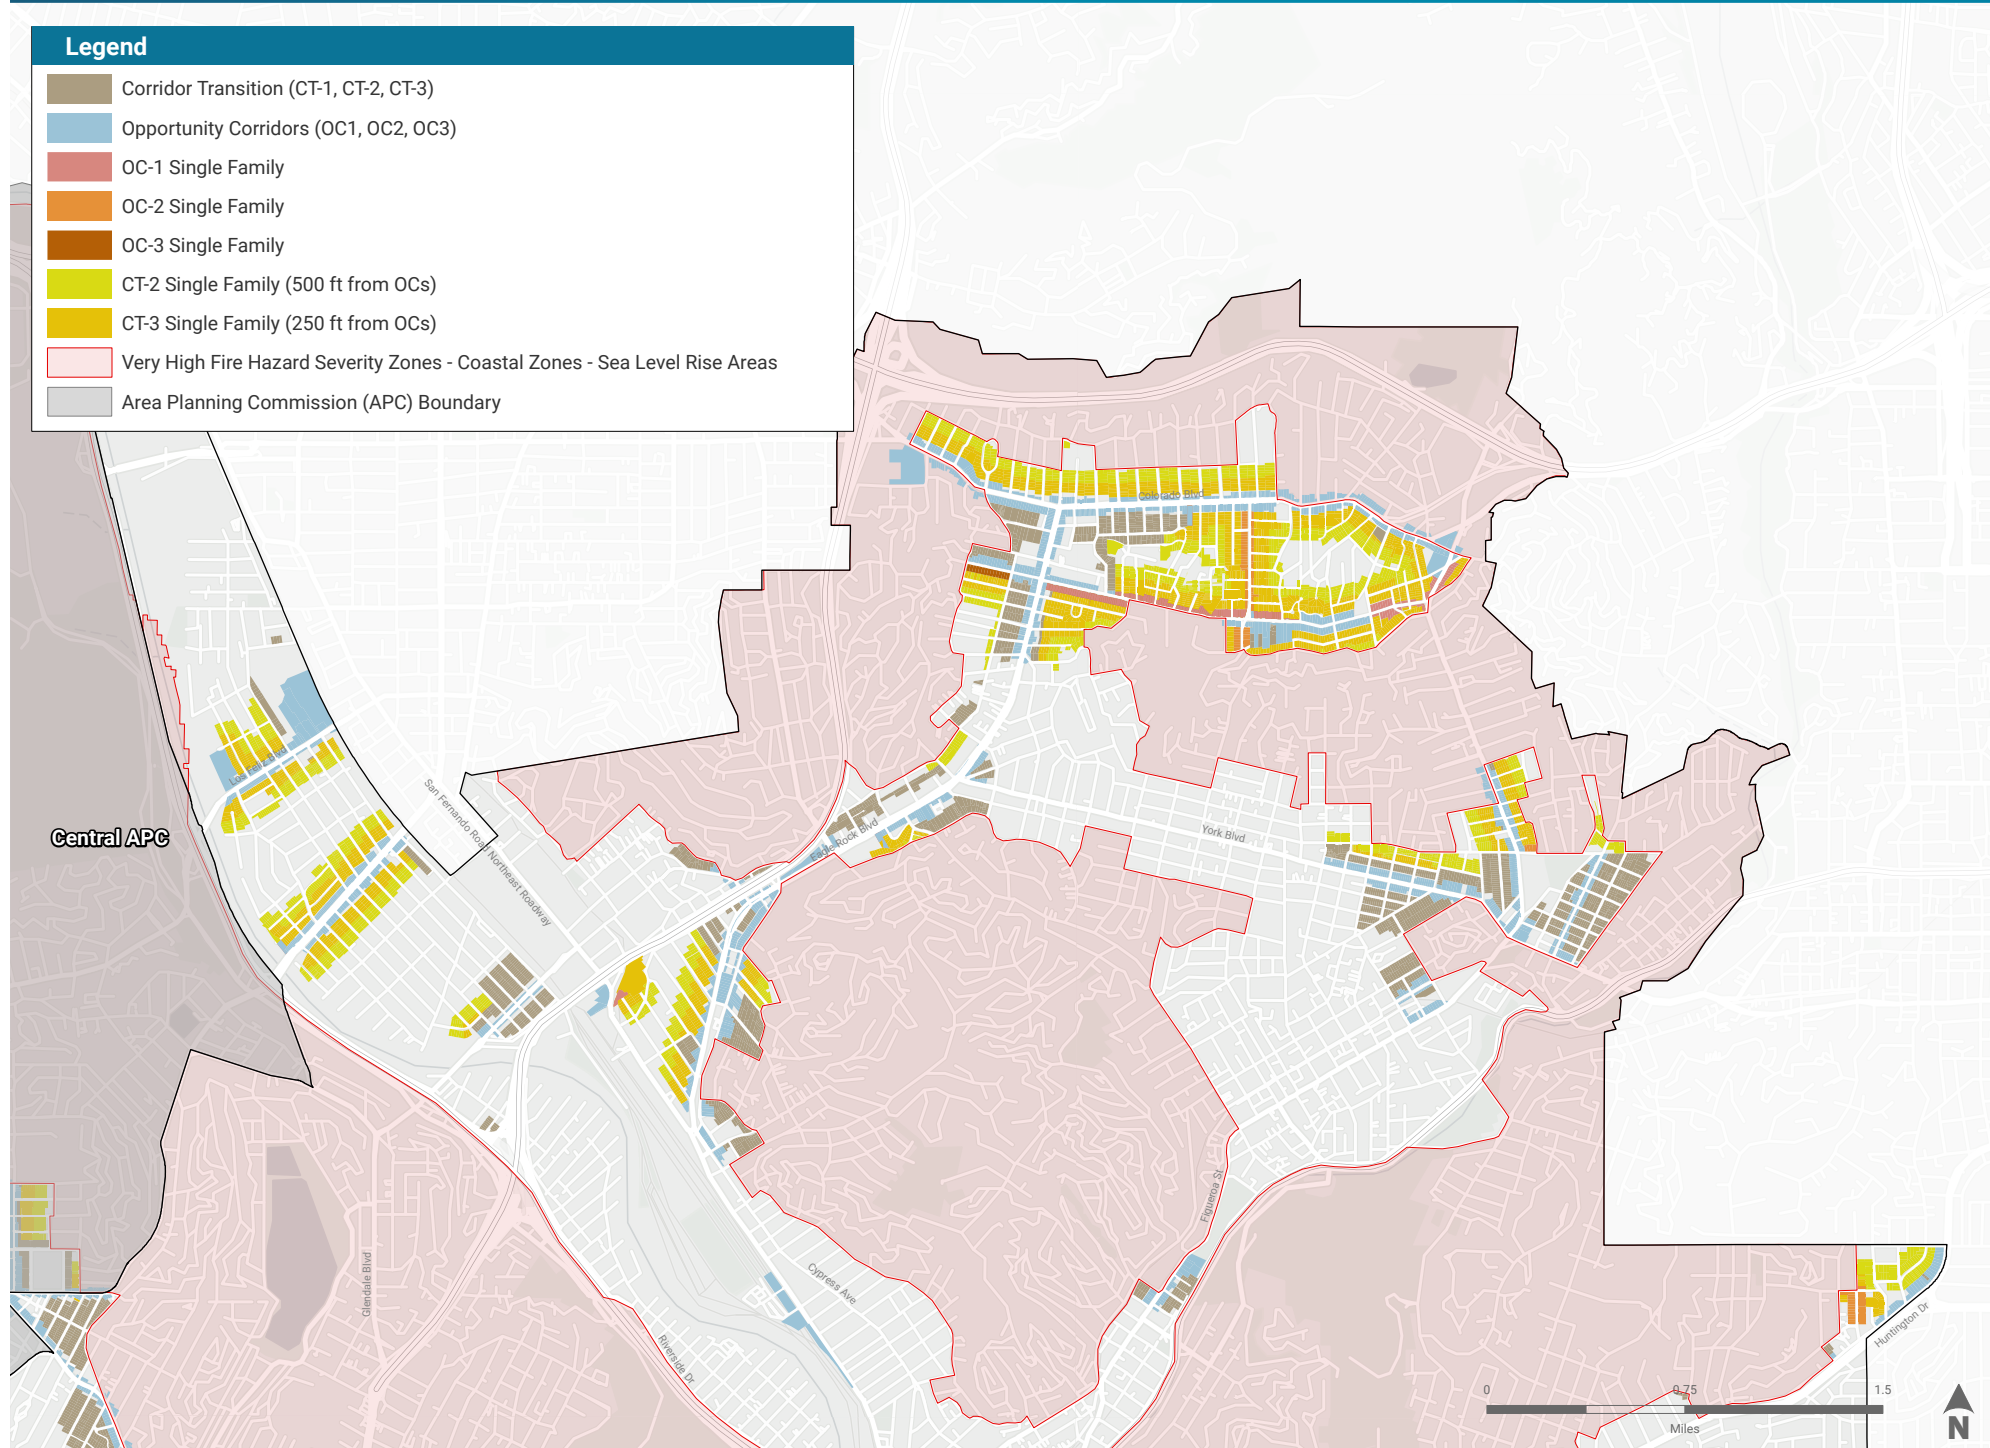 Legend
Corridor Transition (CT-1, CT-2, CT-3)
Opportunity Corridors (OC1, OC2, OC3)
OC-1 Single Family
OC-2 Single Family
OC-3 Single Family
CT-2 Single Family (500 ft from OCs)
CT-3 Single Family (250 ft from OCs)
Very High Fire Hazard Severity Zones - Coastal Zones - Sea Level Rise Areas
Area Planning Commission (APC) Boundary
Colorado Blvd
Los Feliz Blvd
San Fernando Road Northeast Roadway
Central APC
Eagle Rock Blvd
York Blvd
Figueroa St
Glendale Blvd
Cypress Ave
Riverside Dr
Huntington Dr
0 0.75 1.5
Miles
N